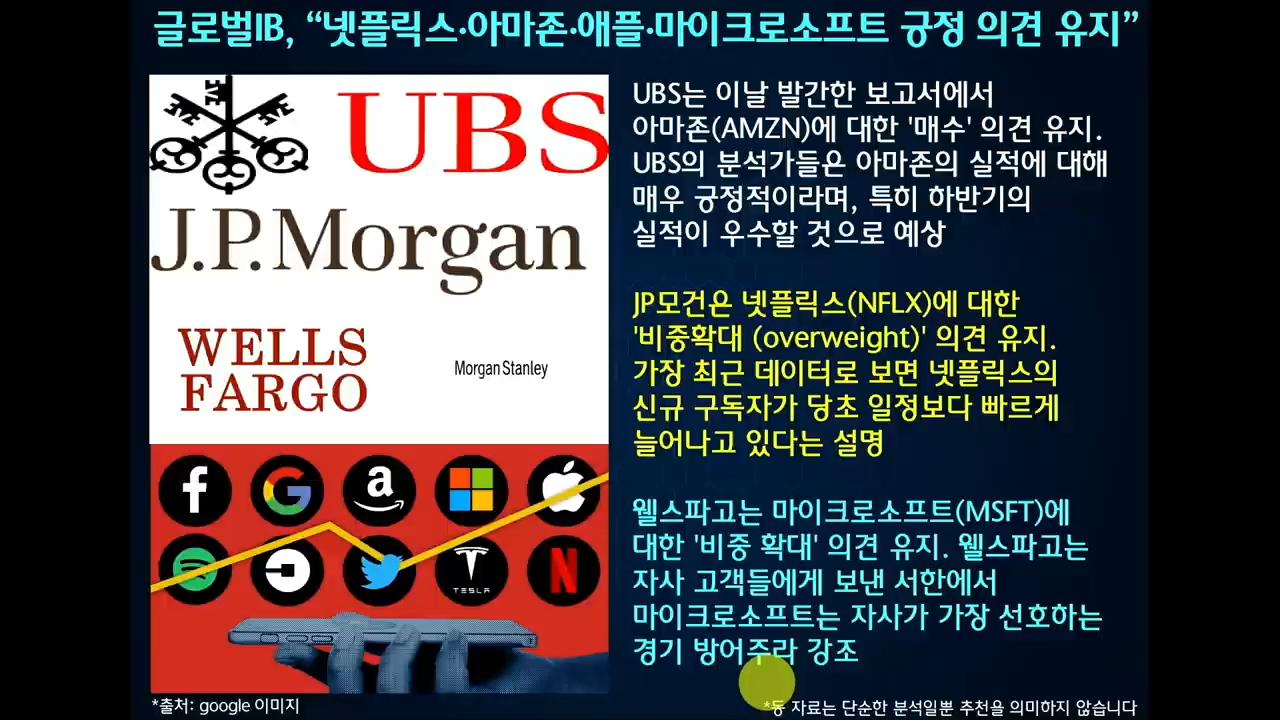 글로벌IB, “넷플릭스·아마존·애플·마이크로소프트 긍정 의견 유지”
UBS
J.P.Morgan
WELLS
FARGO
Morgan Stanley
TESLA
*출처: google 이미지
UBS는 이날 발간한 보고서에서
아마존(AMZN)에 대한 '매수' 의견 유지.
UBS의 분석가들은 아마존의 실적에 대해
매우 긍정적이라며, 특히 하반기의
실적이 우수할 것으로 예상
JP모건은 넷플릭스(NFLX)에 대한
'비중확대 (overweight)' 의견 유지.
가장 최근 데이터로 보면 넷플릭스의
신규 구독자가 당초 일정보다 빠르게
늘어나고 있다는 설명
웰스파고는 마이크로소프트(MSFT)에
대한 '비중 확대' 의견 유지. 웰스파고는
자사 고객들에게 보낸 서한에서
마이크로소프트는 자사가 가장 선호하는
경기 방어주라 강조
*동 자료는 단순한 분석일뿐 추천을 의미하지 않습니다